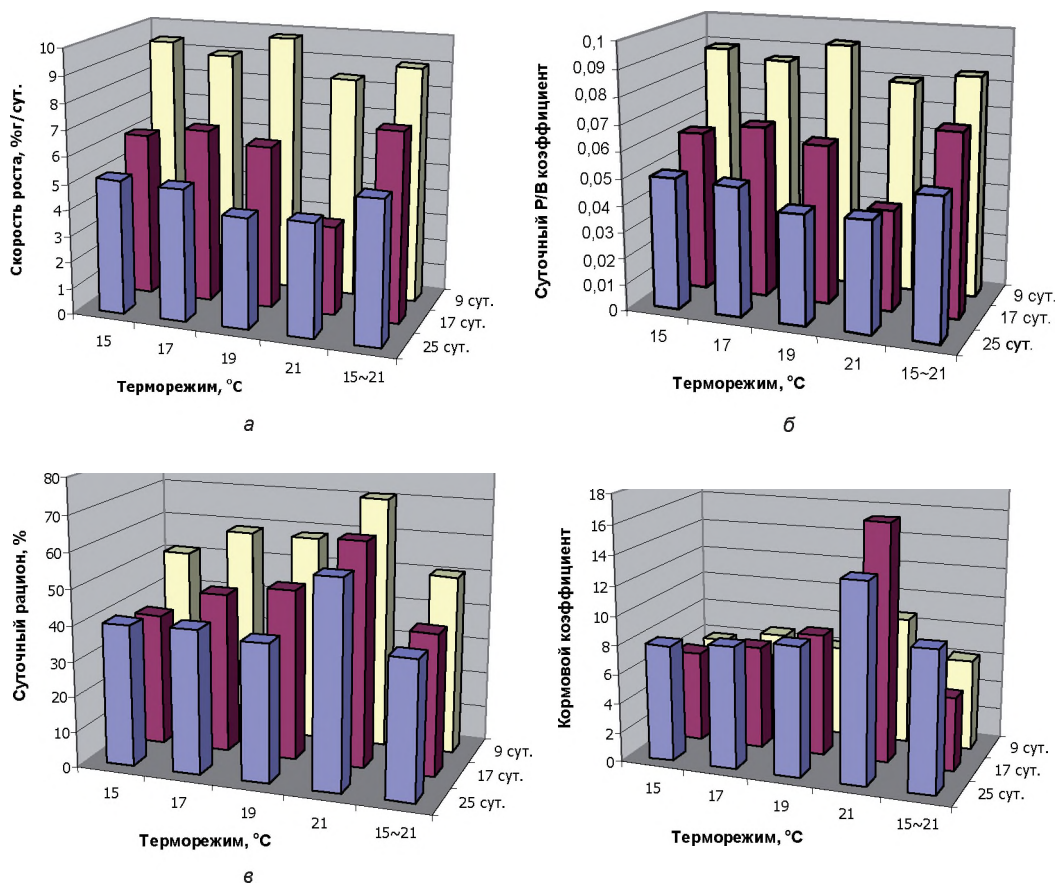 Скорость роста, %г/сут.
10
9
8
7
6
5
4
3
2
1
0
15
17
19
21
15~21
9 сут.
17 сут.
25 сут.
Терморежим, °С
а
Суточный P/B коэффициент
0,1
0,09
0,08
0,07
0,06
0,05
0,04
0,03
0,02
0,01
0
15
17
19
21
15~21
9 сут.
17 сут.
25 сут.
Терморежим, °С
б
Суточный рацион, %
80
70
60
50
40
30
20
10
0
15
17
19
21
15~21
9 сут.
17 сут.
25 сут.
Терморежим, °С
в
Кормовой коэффициент
18
16
14
12
10
8
6
4
2
0
15
17
19
21
15~21
9 сут.
17 сут.
25 сут.
Терморежим, °С